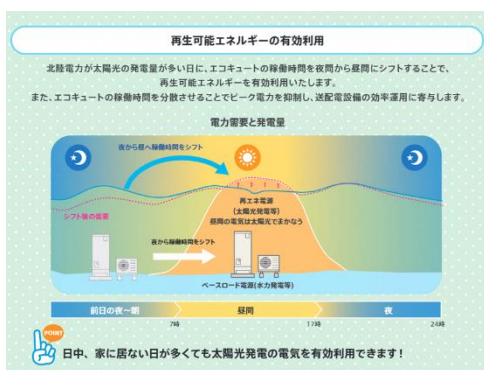 再生可能エネルギーの有効利用
北陸電力が太陽光の発電量が多い日に、エコキュートの稼働時間を夜間から昼間にシフトすることで、
再生可能エネルギーを有効利用いたします。
また、エコキュートの稼働時間を分散させることでピーク電力を抑制し、送配電設備の効率運用に寄与します。
電力需要と発電量
夜から昼へ稼働時間をシフト
シフト後の需要
再エネ電源
(太陽光発電等)
昼間の電気は太陽光でまかなう
夜から稼働時間をシフト
ベースロード電源(水力発電等)
前日の夜～朝
昼間
夜
7時
17時
24時
POINT
日中、家に居ない日が多くても太陽光発電の電気を有効利用できます!